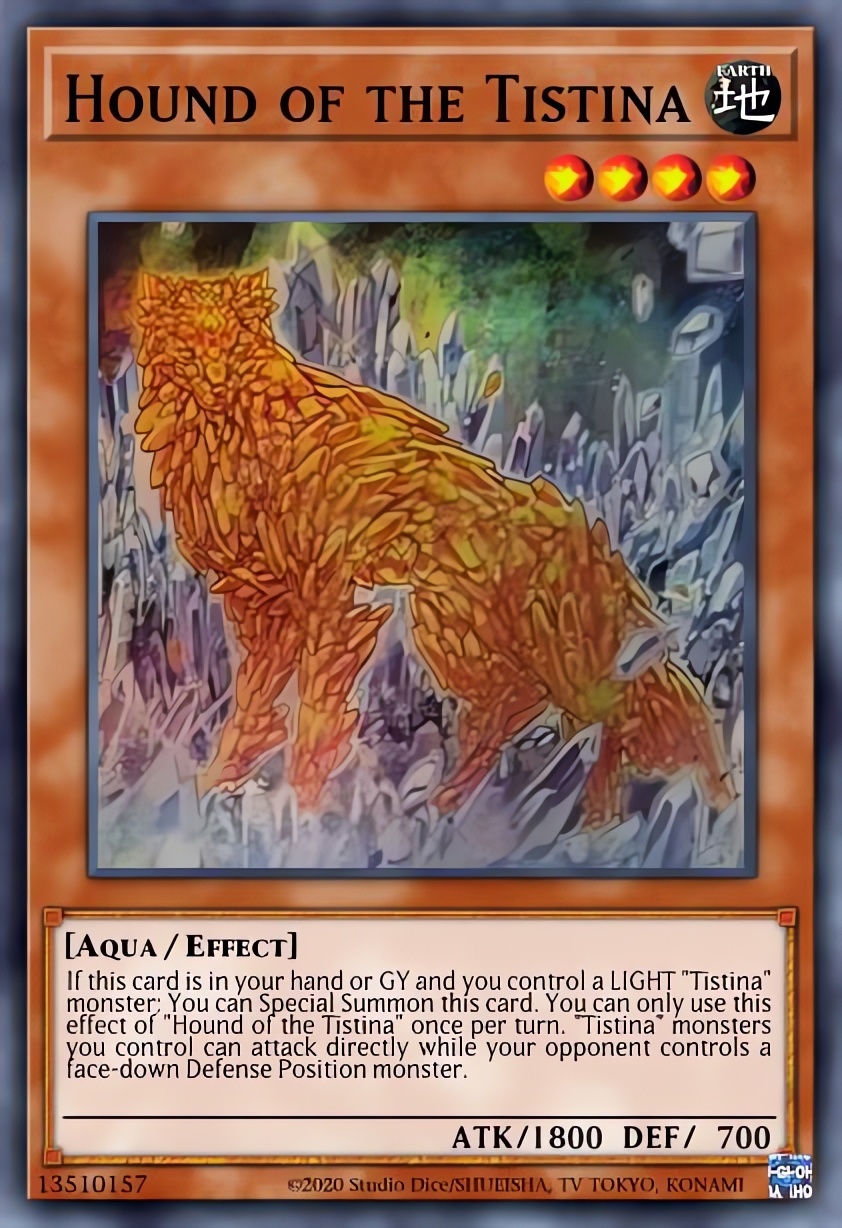 HOUND OF THE TISTINA
EARTH
地
[AQUA / EFFECT]
If this card is in your hand or GY and you control a LIGHT "Tistina"
monster: You can Special Summon this card. You can only use this
effect of "Hound of the Tistina" once per turn. "Tistina" monsters
you control can attack directly while your opponent controls a
face-down Defense Position monster.
ATK/1800 DEF/ 700
13510157
©2020 Studio Dice/SHUEISHA, TV TOKYO, KONAMI